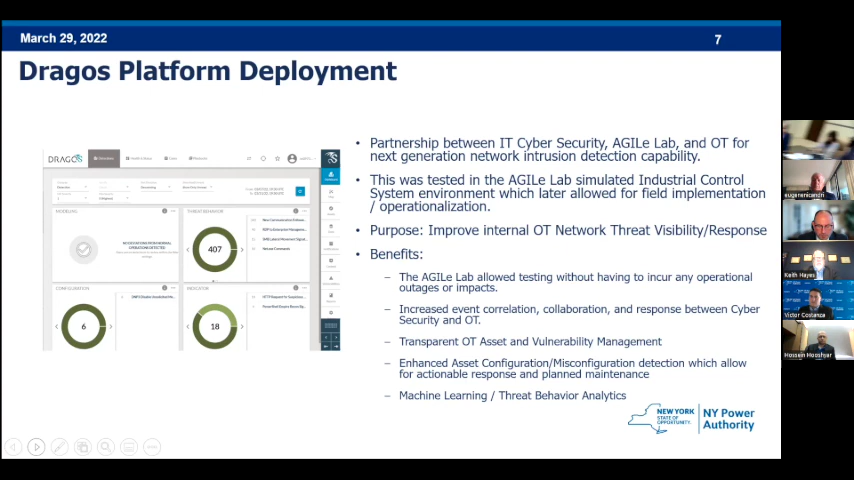 March 29, 2022
7
Dragos Platform Deployment
DRAGOS
MODELING
THREAT BEHAVIOR
407
CONFIGURATION
6
INDICATOR
18
• Partnership between IT Cyber Security, AGILe Lab, and OT for
next generation network intrusion detection capability.
• This was tested in the AGILe Lab simulated Industrial Control
System environment which later allowed for field implementation
/ operationalization.
• Purpose: Improve internal OT Network Threat Visibility/Response
• Benefits:
– The AGILe Lab allowed testing without having to incur any operational
outages or impacts.
– Increased event correlation, collaboration, and response between Cyber
Security and OT.
– Transparent OT Asset and Vulnerability Management
– Enhanced Asset Configuration/Misconfiguration detection which allow
for actionable response and planned maintenance
– Machine Learning / Threat Behavior Analytics
NEW YORK
STATE OF
OPPORTUNITY.
NY Power
Authority
eugenenicandri
Keith Hayes
Victor Costanza
Hossein Hooshyar